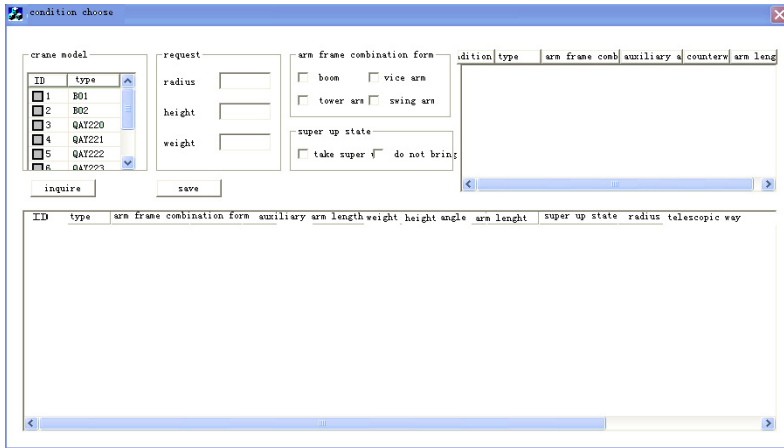 condition choose
crane model
ID type
1 B01
2 B02
3 QAY220
4 QAY221
5 QAY222
6 QAY223
inquire
request
radius
height
weight
save
arm frame combination form
boom vice arm
tower arm swing arm
super up state
take super do not bring
dition type arm frame comb auxiliary a counterw arm leng
ID type arm frame combination form auxiliary arm length weight height angle arm lenght super up state radius telescopic way